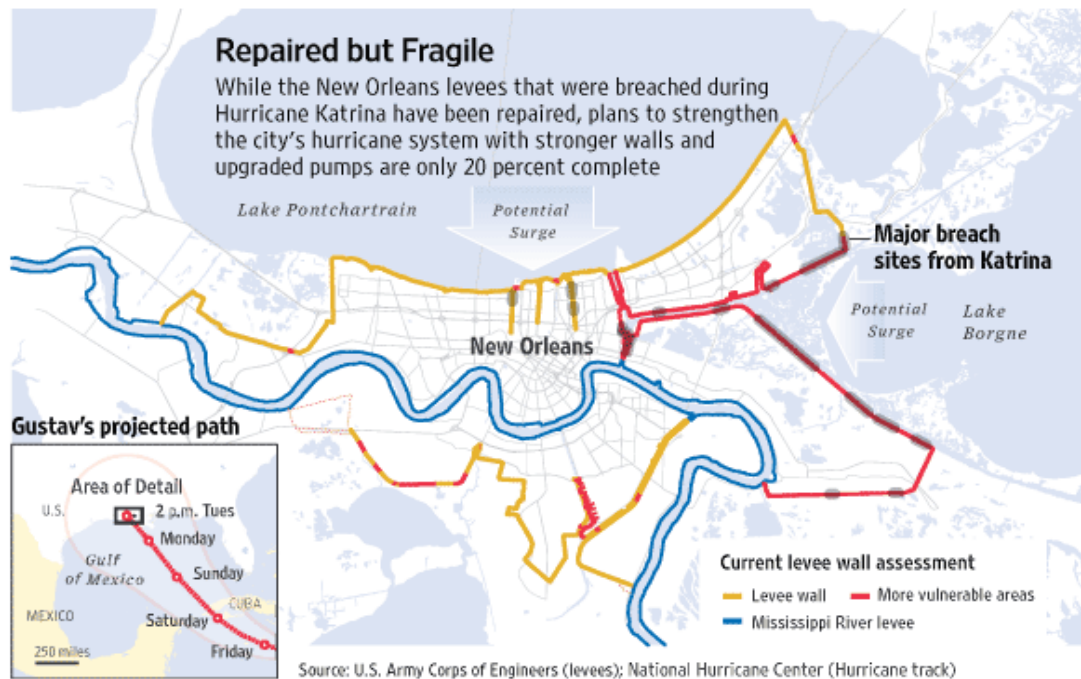 Repaired but Fragile
While the New Orleans levees that were breached during
Hurricane Katrina have been repaired, plans to strengthen
the city's hurricane system with stronger walls and
upgraded pumps are only 20 percent complete
Lake Pontchartrain
Potential
Surge
Major breach
sites from Katrina
Potential
Surge
Lake
Borgne
New Orleans
Gustav's projected path
Area of Detail
U.S.
2 p.m. Tues
Monday
Gulf
of Mexico
Sunday
CUBA
MEXICO
Saturday
Friday
250 miles
Current levee wall assessment
Levee wall
More vulnerable areas
Mississippi River levee
Source: U.S. Army Corps of Engineers (levees); National Hurricane Center (Hurricane track)